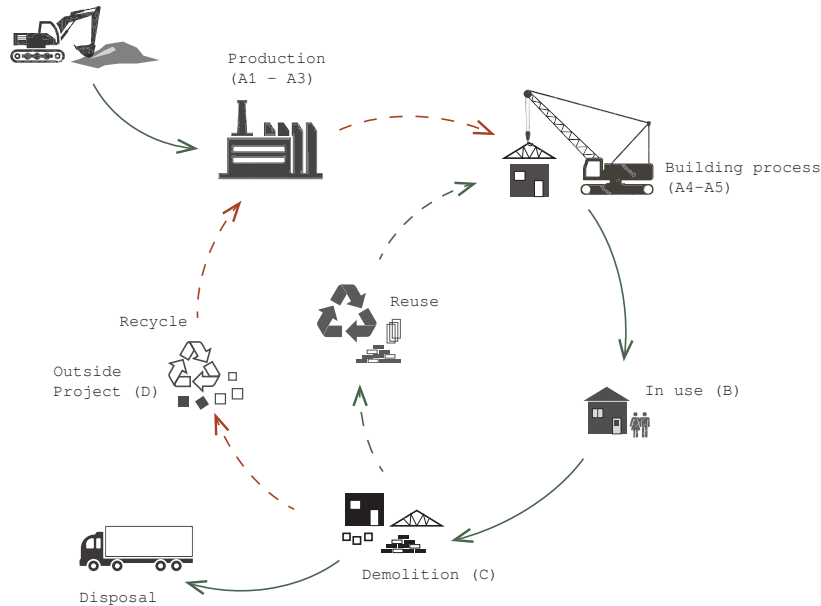 Production
(A1 – A3)
Building process
(A4–A5)
Reuse
Recycle
Outside
Project (D)
In use (B)
Demolition (C)
Disposal